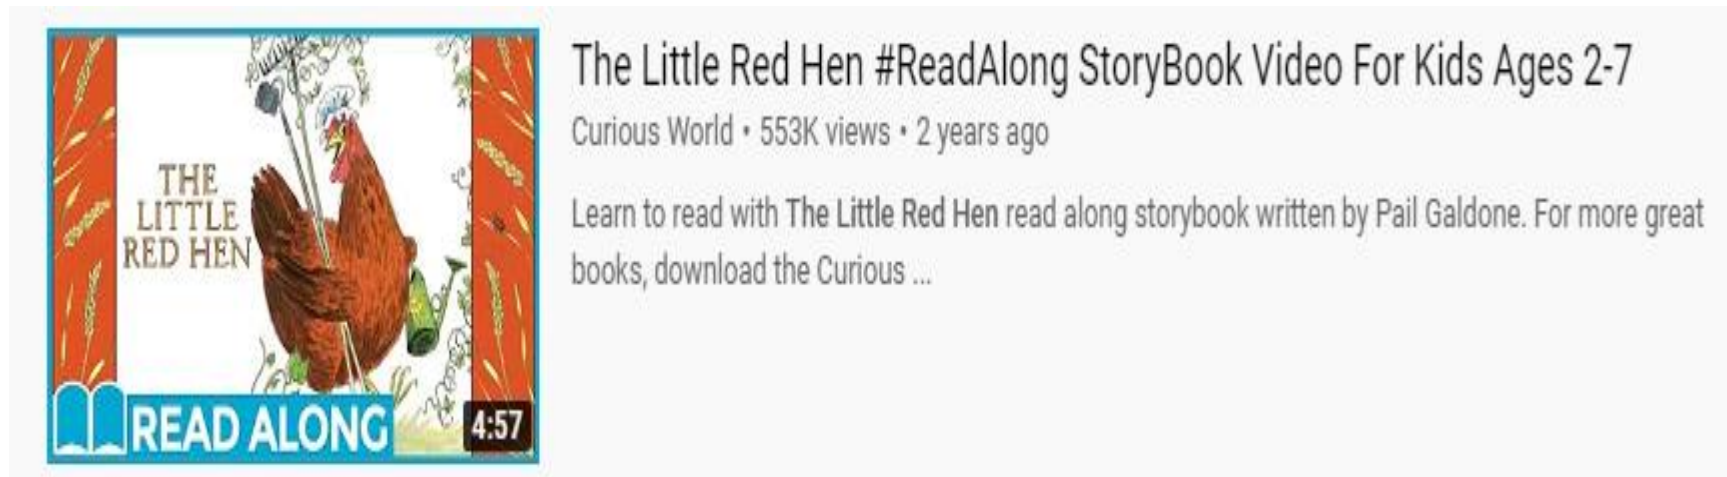 THE
LITTLE
RED HEN
READ ALONG
4:57
The Little Red Hen #ReadAlong StoryBook Video For Kids Ages 2-7
Curious World • 553K views • 2 years ago
Learn to read with The Little Red Hen read along storybook written by Pail Galdone. For more great
books, download the Curious ...